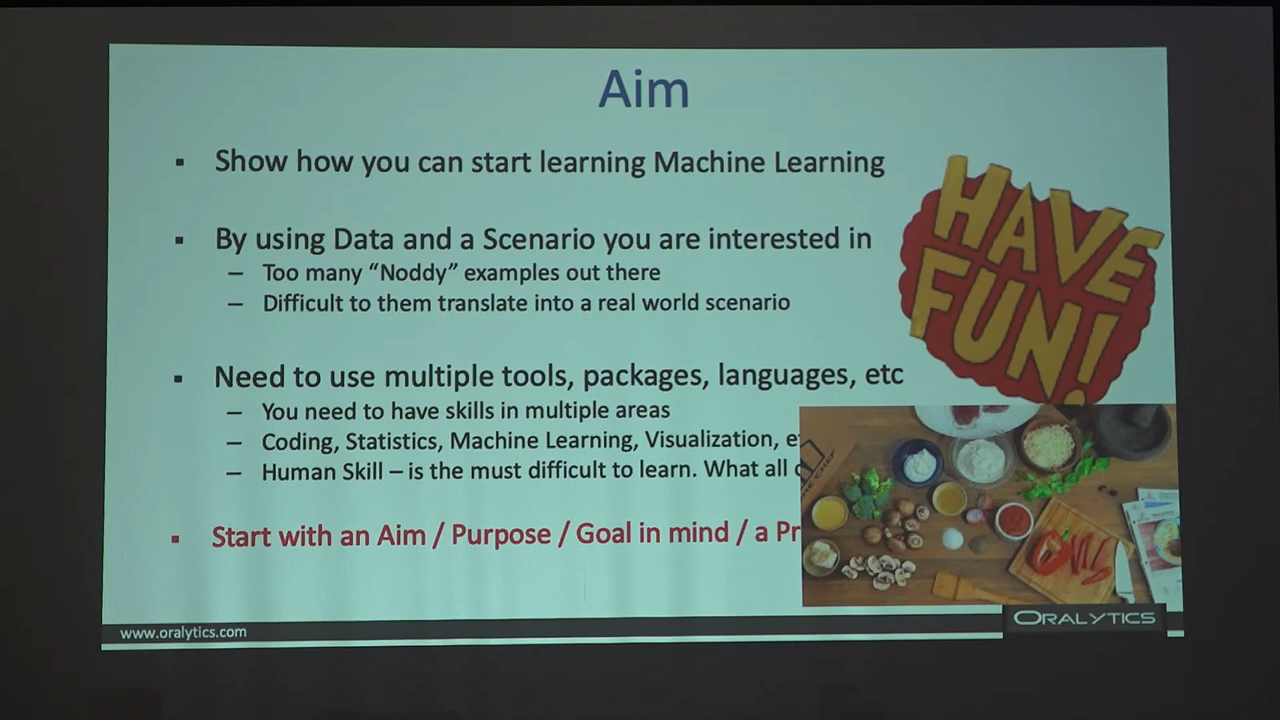 Aim
▪ Show how you can start learning Machine Learning
▪ By using Data and a Scenario you are interested in
– Too many “Noddy” examples out there
– Difficult to them translate into a real world scenario
▪ Need to use multiple tools, packages, languages, etc
– You need to have skills in multiple areas
– Coding, Statistics, Machine Learning, Visualization,
– Human Skill – is the must difficult to learn. What all
▪ Start with an Aim / Purpose / Goal in mind / a
HAVE
FUN!
www.oralytics.com
ORALYTICS